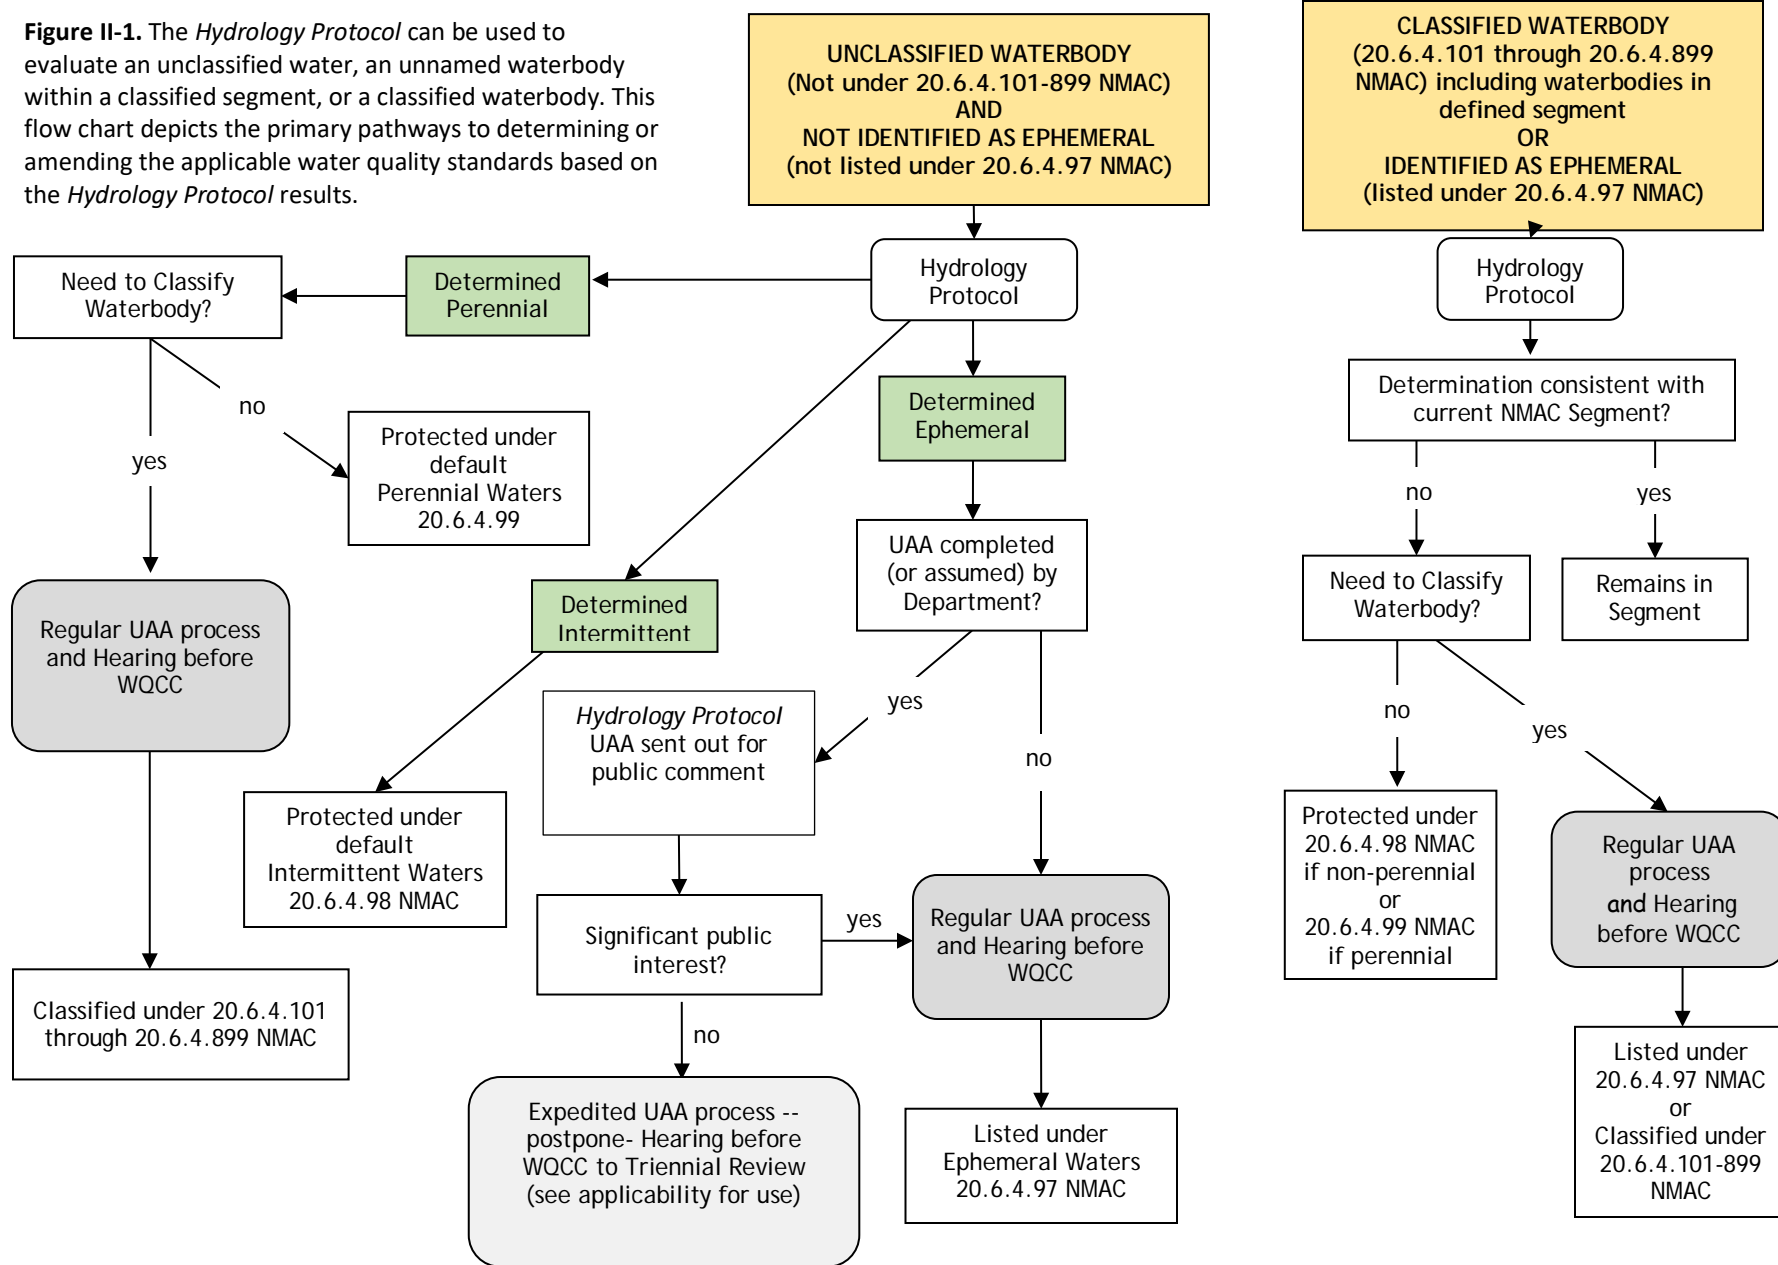 Figure II-1. The Hydrology Protocol can be used to
evaluate an unclassified water, an unnamed waterbody
within a classified segment, or a classified waterbody. This
flow chart depicts the primary pathways to determining or
amending the applicable water quality standards based on
the Hydrology Protocol results.
UNCLASSIFIED WATERBODY
(Not under 20.6.4.101-899 NMAC)
AND
NOT IDENTIFIED AS EPHEMERAL
(not listed under 20.6.4.97 NMAC)
Hydrology
Protocol
Determined
Perennial
Need to Classify
Waterbody?
no
yes
Protected under
default
Perennial Waters
20.6.4.99
Regular UAA process
and Hearing before
WQCC
Classified under 20.6.4.101
through 20.6.4.899 NMAC
Determined
Intermittent
Protected under
default
Intermittent Waters
20.6.4.98 NMAC
Determined
Ephemeral
UAA completed
(or assumed) by
Department?
yes
no
Hydrology Protocol
UAA sent out for
public comment
Significant public
interest?
yes
no
Regular UAA process
and Hearing before
WQCC
Expedited UAA process --
postpone- Hearing before
WQCC to Triennial Review
(see applicability for use)
Listed under
Ephemeral Waters
20.6.4.97 NMAC
CLASSIFIED WATERBODY
(20.6.4.101 through 20.6.4.899
NMAC) including waterbodies in
defined segment
OR
IDENTIFIED AS EPHEMERAL
(listed under 20.6.4.97 NMAC)
Hydrology
Protocol
Determination consistent with
current NMAC Segment?
no
yes
Need to Classify
Waterbody?
Remains in
Segment
no
yes
Protected under
20.6.4.98 NMAC
if non-perennial
or
20.6.4.99 NMAC
if perennial
Regular UAA
process
and Hearing
before WQCC
Listed under
20.6.4.97 NMAC
or
Classified under
20.6.4.101-899
NMAC